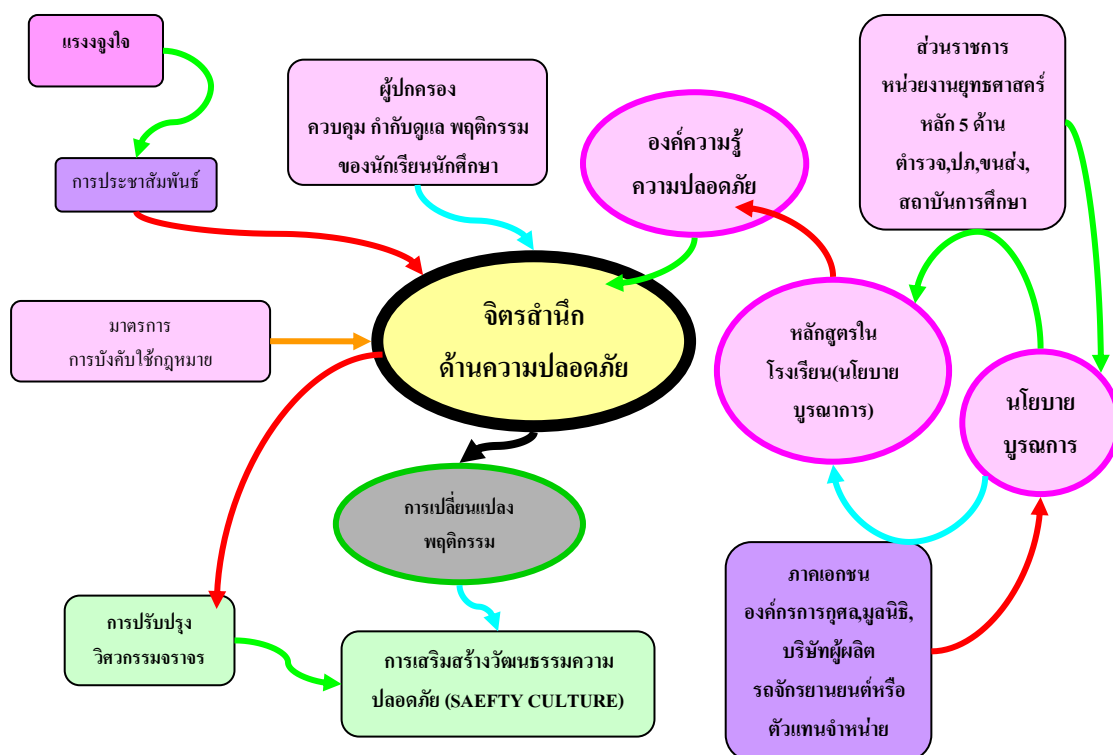 แรงงจูงใจ
การประชาสัมพันธ์
ผู้ปกครอง
ควบคุม กำกับดูแล พฤติกรรม
ของนักเรียนนักศึกษา
องค์ความรู้
ความปลอดภัย
ส่วนราชการ
หน่วยงานยุทธศาสตร์
หลัก 5 ด้าน
ตำรวจ,ปภ,ขนส่ง,
สถาบันการศึกษา
มาตรการ
การบังคับใช้กฎหมาย
จิตรสำนึก
ด้านความปลอดภัย
หลักสูตรใน
โรงเรียน(นโยบาย
บูรณาการ)
นโยบาย
บูรณการ
การเปลี่ยนแปลง
พฤติกรรม
การปรับปรุง
วิศวกรรมจราจร
การเสริมสร้างวัฒนธรรมความ
ปลอดภัย (SAEFTY CULTURE)
ภาคเอกชน
องค์กรการกุศล,มูลนิธิ,
บริษัทผู้ผลิต
รถจักรยานยนต์หรือ
ตัวแทนจำหน่าย